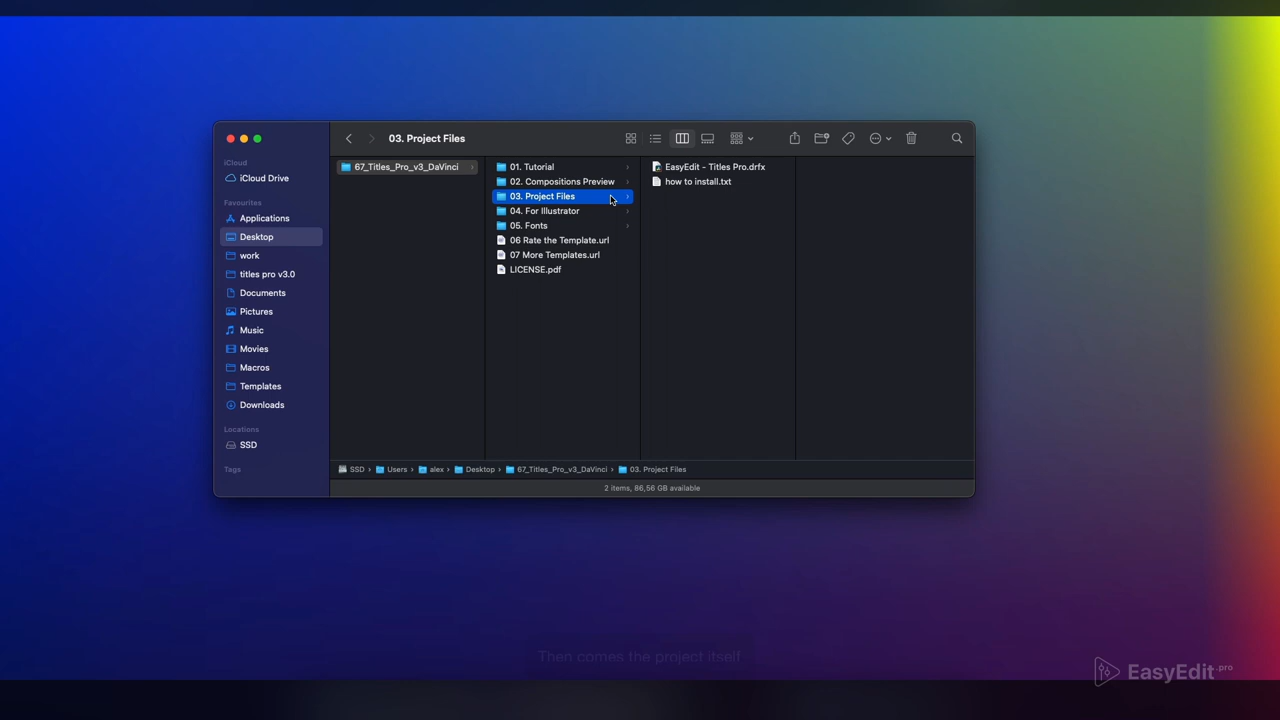 03. Project Files
iCloud
iCloud Drive
Favourites
Applications
Desktop
work
titles pro v3.0
Documents
Pictures
Music
Movies
Macros
Templates
Downloads
Locations
SSD
Tags
67_Titles_Pro_v3_DaVinci
01. Tutorial
02. Compositions Preview
03. Project Files
04. For Illustrator
05. Fonts
06 Rate the Template.url
07 More Templates.url
LICENSE.pdf
EasyEdit - Titles Pro.drfx
how to install.txt
SSD › Users › alex › Desktop › 67_Titles_Pro_v3_DaVinci › 03. Project Files
2 items, 86,56 GB available
Then comes the project itself
EasyEdit.pro